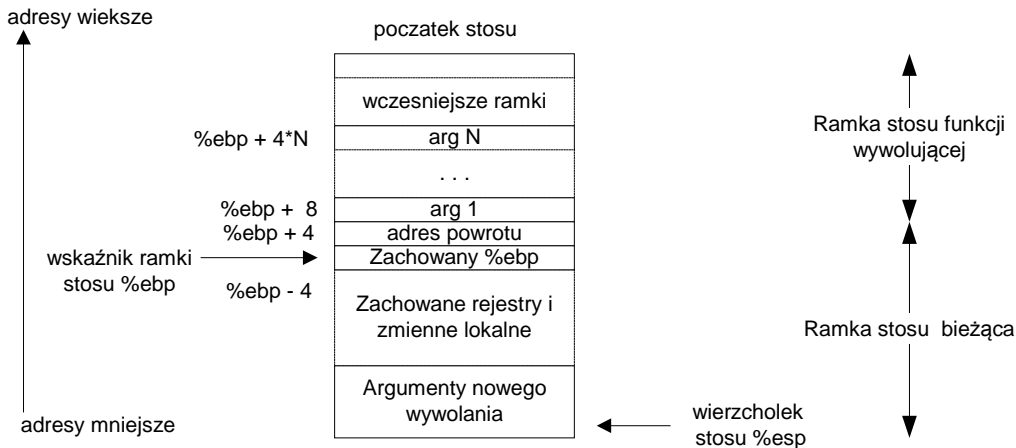 adresy wieksze
poczatek stosu
wczesniejsze ramki
%ebp + 4*N
arg N
. . .
%ebp + 8
arg 1
%ebp + 4
adres powrotu
Zachowany %ebp
wskaźnik ramki
stosu %ebp
%ebp - 4
Zachowane rejestry i
zmienne lokalne
Argumenty nowego
wywolania
adresy mniejsze
wierzcholek
stosu %esp
Ramka stosu funkcji
wywolującej
Ramka stosu bieżąca